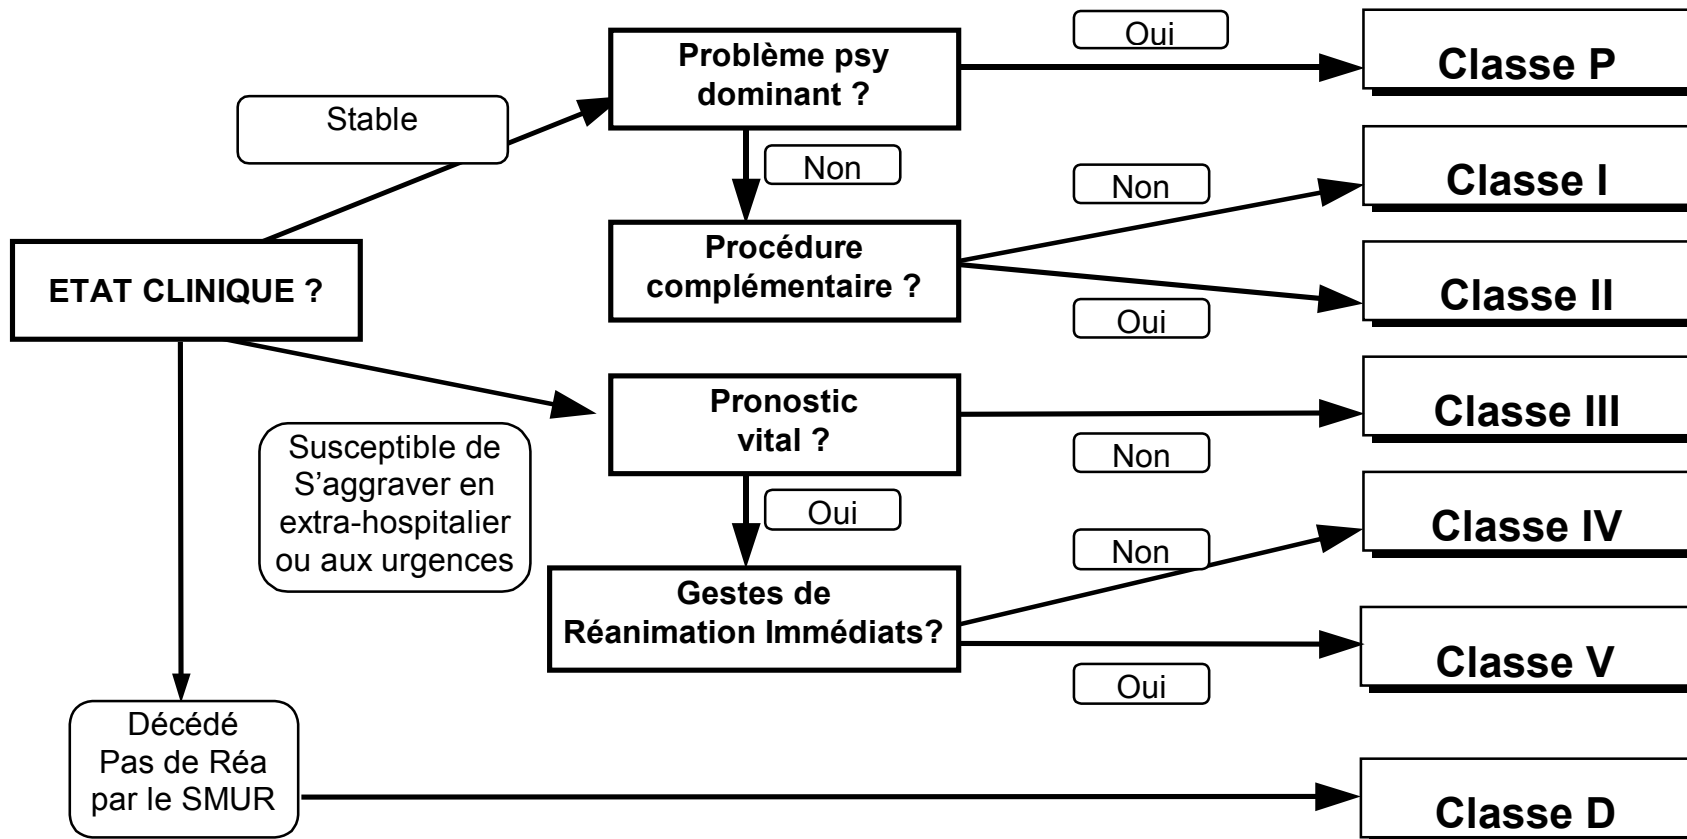 Problème psy
dominant ?
Oui
Classe P
Stable
Non
Non
Classe I
Procédure
complémentaire ?
Oui
Classe II
ETAT CLINIQUE ?
Pronostic
vital ?
Non
Classe III
Susceptible de
S’aggraver en
extra-hospitalier
ou aux urgences
Oui
Non
Classe IV
Gestes de
Réanimation Immédiats?
Oui
Classe V
Décédé
Pas de Réa
par le SMUR
Classe D